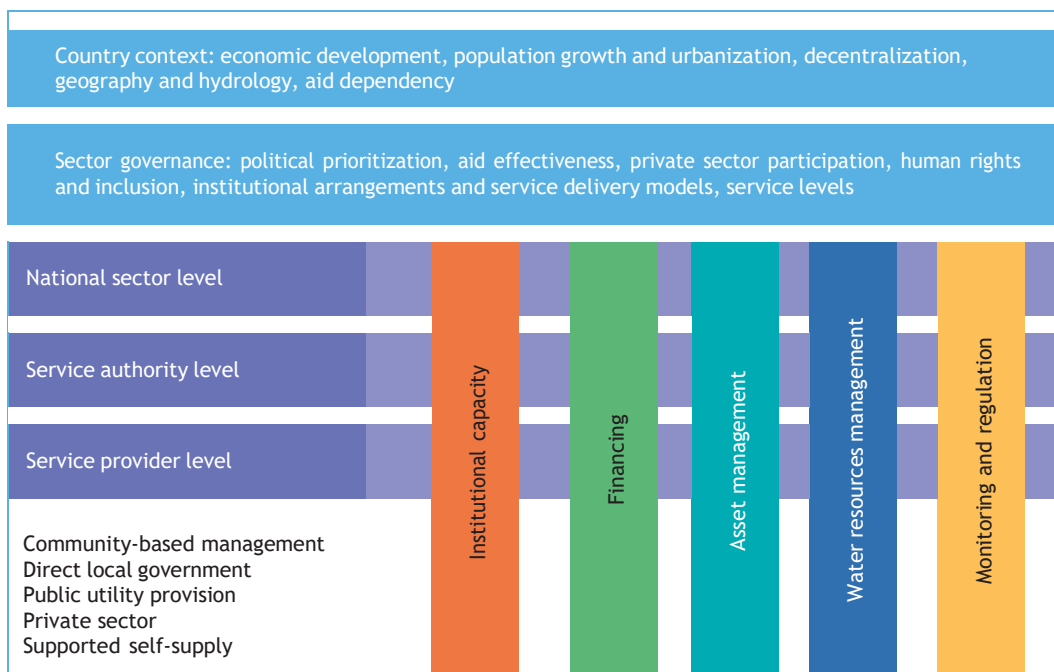 Country context: economic development, population growth and urbanization, decentralization,
geography and hydrology, aid dependency
Sector governance: political prioritization, aid effectiveness, private sector participation, human rights
and inclusion, institutional arrangements and service delivery models, service levels
National sector level
Service authority level
Service provider level
Community-based management
Direct local government
Public utility provision
Private sector
Supported self-supply
Institutional capacity
Financing
Asset management
Water resources management
Monitoring and regulation